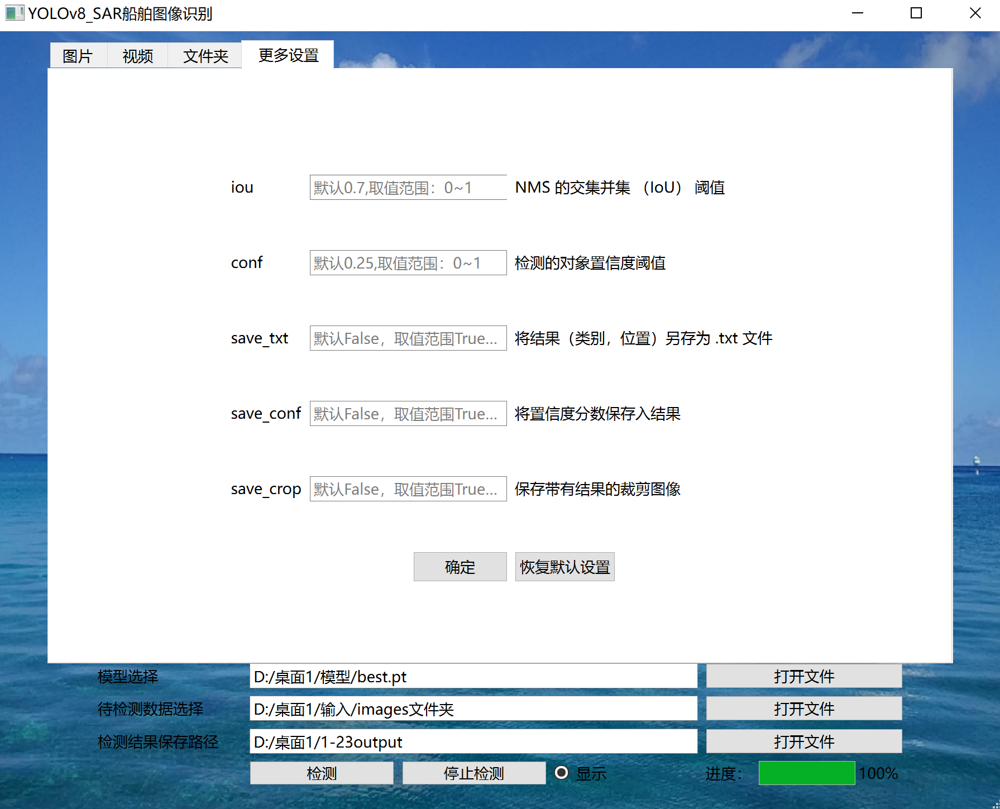 YOLOv8_SAR船舶图像识别
图片 视频 文件夹 更多设置
iou 默认0.7,取值范围：0~1 NMS 的交集并集 （IoU） 阈值
conf 默认0.25,取值范围：0~1 检测的对象置信度阈值
save_txt 默认False，取值范围True... 将结果（类别，位置）另存为 .txt 文件
save_conf 默认False，取值范围True... 将置信度分数保存入结果
save_crop 默认False，取值范围True... 保存带有结果的裁剪图像
确定 恢复默认设置
模型选择 D:/桌面1/模型/best.pt 打开文件
待检测数据选择 D:/桌面1/输入/images文件夹 打开文件
检测结果保存路径 D:/桌面1/1-23output 打开文件
检测 停止检测 显示 进度： 100%